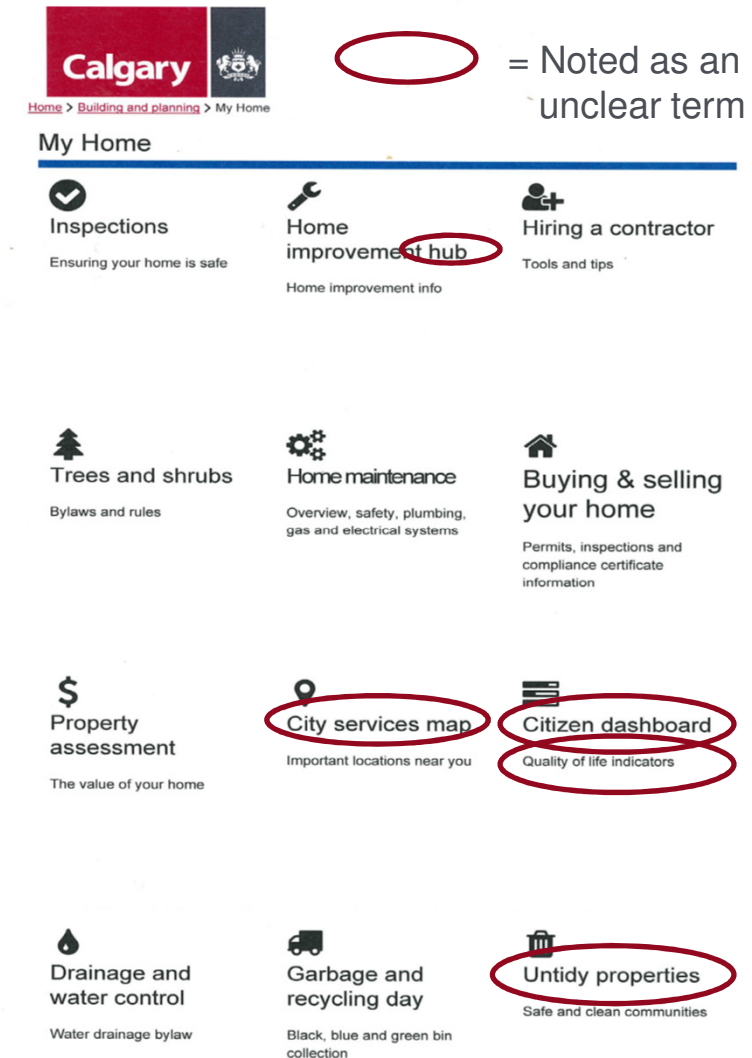 Calgary
= Noted as an
unclear term
Home > Building and planning > My Home
My Home
Inspections
Ensuring your home is safe
Home
improvement hub
Home improvement info
Hiring a contractor
Tools and tips
Trees and shrubs
Bylaws and rules
Home maintenance
Overview, safety, plumbing,
gas and electrical systems
Buying & selling
your home
Permits, inspections and
compliance certificate
information
Property
assessment
The value of your home
City services map
Important locations near you
Citizen dashboard
Quality of life indicators
Drainage and
water control
Water drainage bylaw
Garbage and
recycling day
Black, blue and green bin
collection
Untidy properties
Safe and clean communities